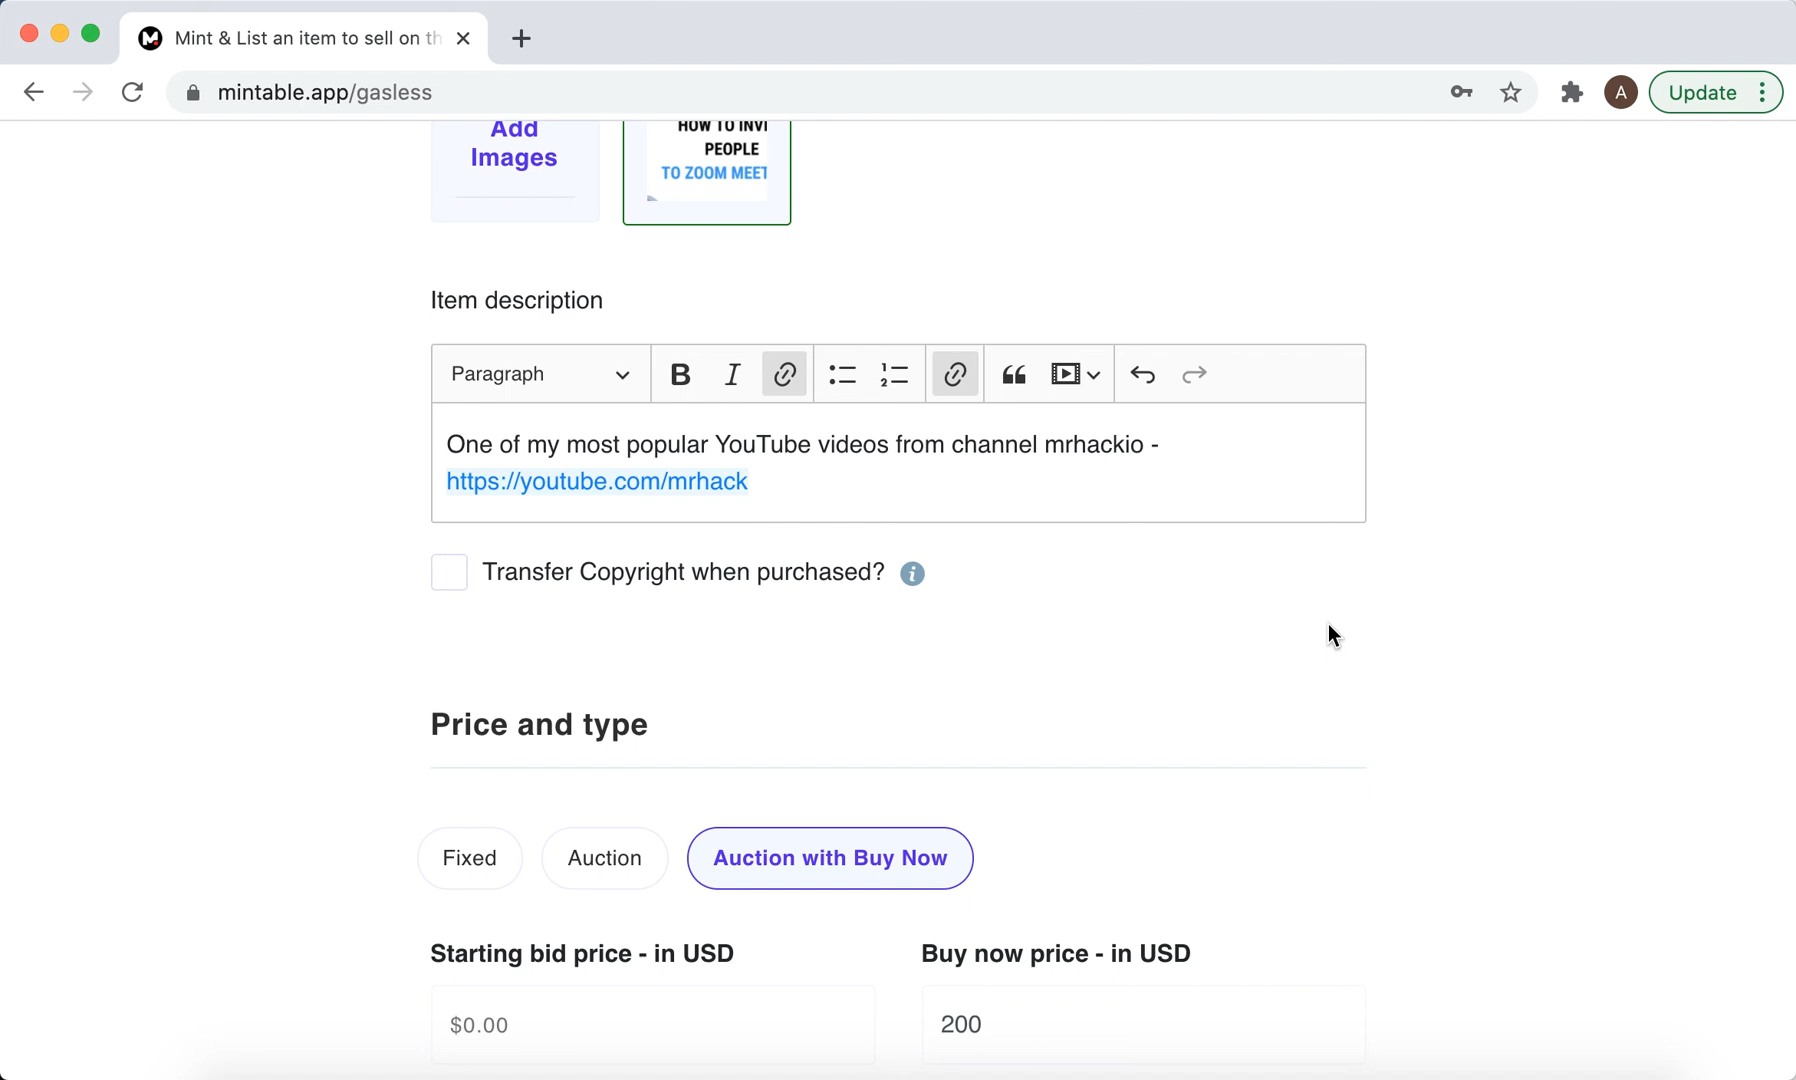 Mint & List an item to sell on th
mintable.app/gasless
A
Update
Add
Images
HOW TO INVI
PEOPLE
TO ZOOM MEET
Item description
Paragraph
One of my most popular YouTube videos from channel mrhackio -
https://youtube.com/mrhack
Transfer Copyright when purchased?
Price and type
Fixed
Auction
Auction with Buy Now
Starting bid price - in USD
Buy now price - in USD
$0.00
200